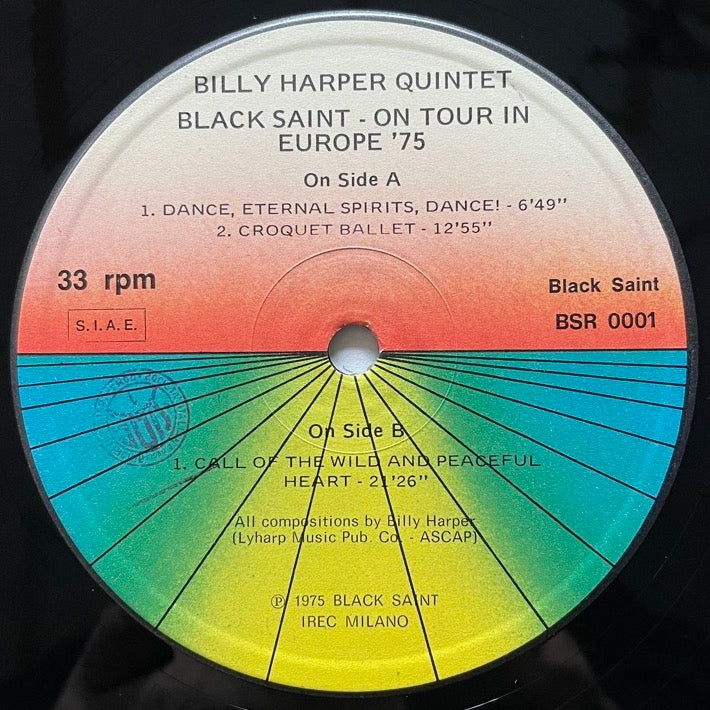 BILLY HARPER QUINTET
BLACK SAINT - ON TOUR IN
EUROPE '75
On Side A
1. DANCE, ETERNAL SPIRITS, DANCE! - 6'49"
2. CROQUET BALLET - 12'55"
33 rpm
Black Saint
S.I.A.E.
BSR 0001
On Side B
1. CALL OF THE WILD AND PEACEFUL
HEART - 21'26"
All compositions by Billy Harper
(Lyharp Music Pub. Co. - ASCAP)
℗ 1975 BLACK SAINT
IREC MILANO